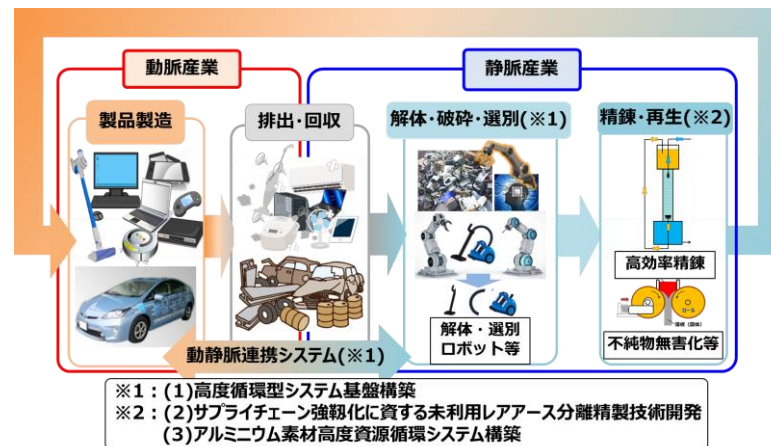 動脈産業
静脈産業
製品製造
排出・回収
解体・破砕・選別(※1)
精錬・再生(※2)
高効率精錬
ロール
解体・選別
ロボット等
不純物無害化等
動静脈連携システム(※1)
※1：(1)高度循環型システム基盤構築
※2：(2)サプライチェーン強靱化に資する未利用レアアース分離精製技術開発
(3)アルミニウム素材高度資源循環システム構築